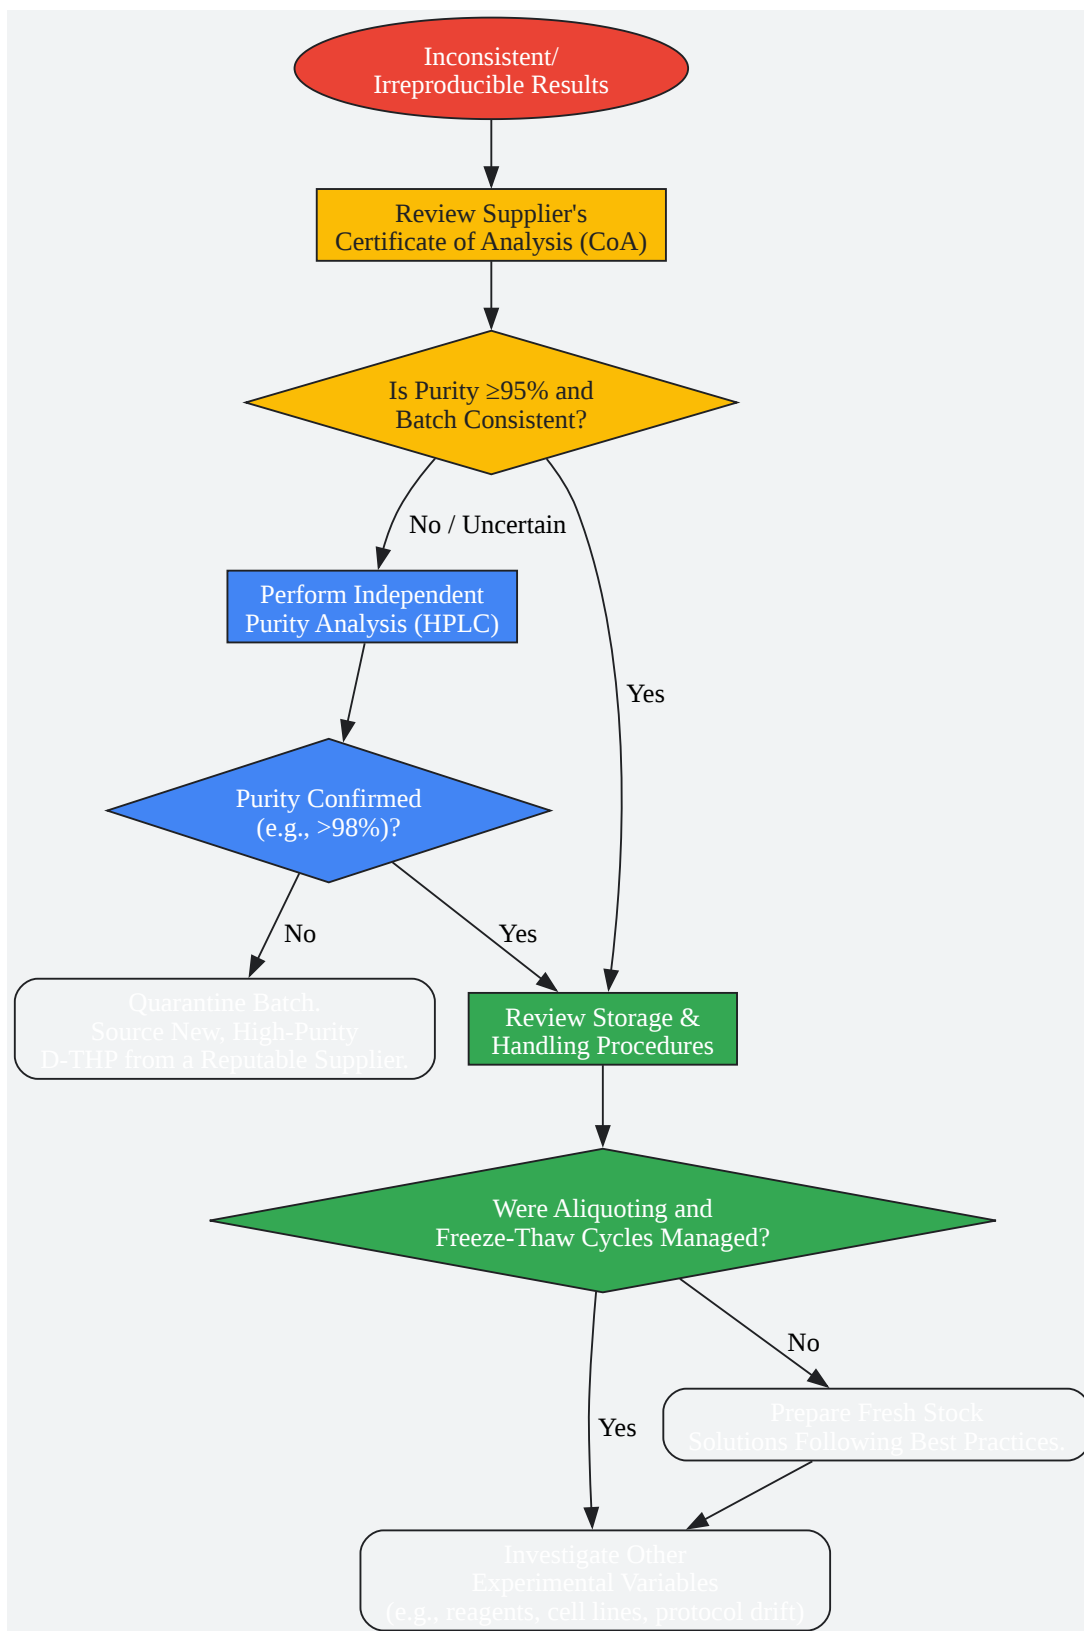 Inconsistent/
Irreproducible Results
Review Supplier's
Certificate of Analysis (CoA)
Is Purity ≥95% and
Batch Consistent?
No / Uncertain
Perform Independent
Purity Analysis (HPLC)
Yes
Purity Confirmed
(e.g., >98%)?
No
Yes
Quarantine Batch.
Source New, High-Purity
D-THP from a Reputable Supplier.
Review Storage &
Handling Procedures
Were Aliquoting and
Freeze-Thaw Cycles Managed?
No
Yes
Prepare Fresh Stock
Solutions Following Best Practices.
Investigate Other
Experimental Variables
(e.g., reagents, cell lines, protocol drift)